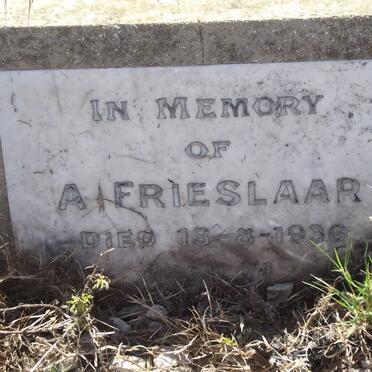 IN MEMORY
OF
A FRIESLAAR
DIED 13-8-1936